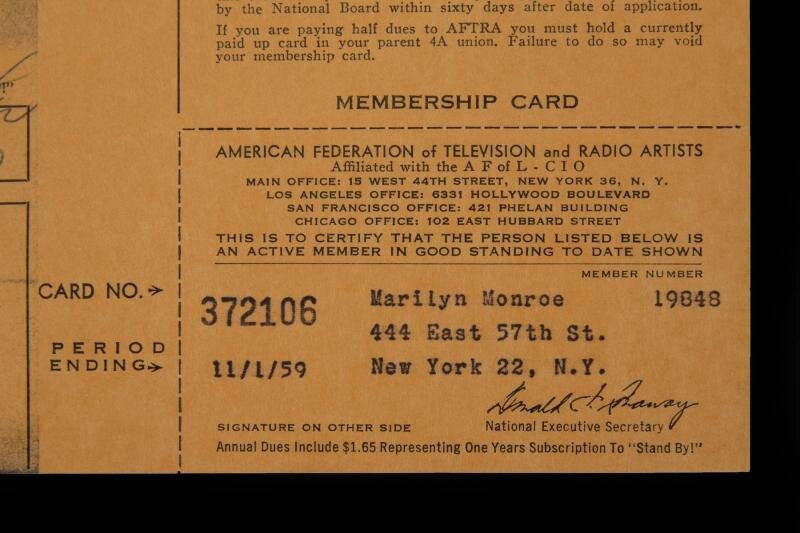 by the National Board within sixty days after date of application.
If you are paying half dues to AFTRA you must hold a currently
paid up card in your parent 4A union. Failure to do so may void
your membership card.
MEMBERSHIP CARD
AMERICAN FEDERATION of TELEVISION and RADIO ARTISTS
Affiliated with the A F of L - C I O
MAIN OFFICE: 15 WEST 44TH STREET, NEW YORK 36, N. Y.
LOS ANGELES OFFICE: 6331 HOLLYWOOD BOULEVARD
SAN FRANCISCO OFFICE: 421 PHELAN BUILDING
CHICAGO OFFICE: 102 EAST HUBBARD STREET
THIS IS TO CERTIFY THAT THE PERSON LISTED BELOW IS
AN ACTIVE MEMBER IN GOOD STANDING TO DATE SHOWN
MEMBER NUMBER
CARD NO.
372106
Marilyn Monroe 19848
444 East 57th St.
PERIOD
ENDING
11/1/59
New York 22, N.Y.
SIGNATURE ON OTHER SIDE
National Executive Secretary
Annual Dues Include $1.65 Representing One Years Subscription To "Stand By!"